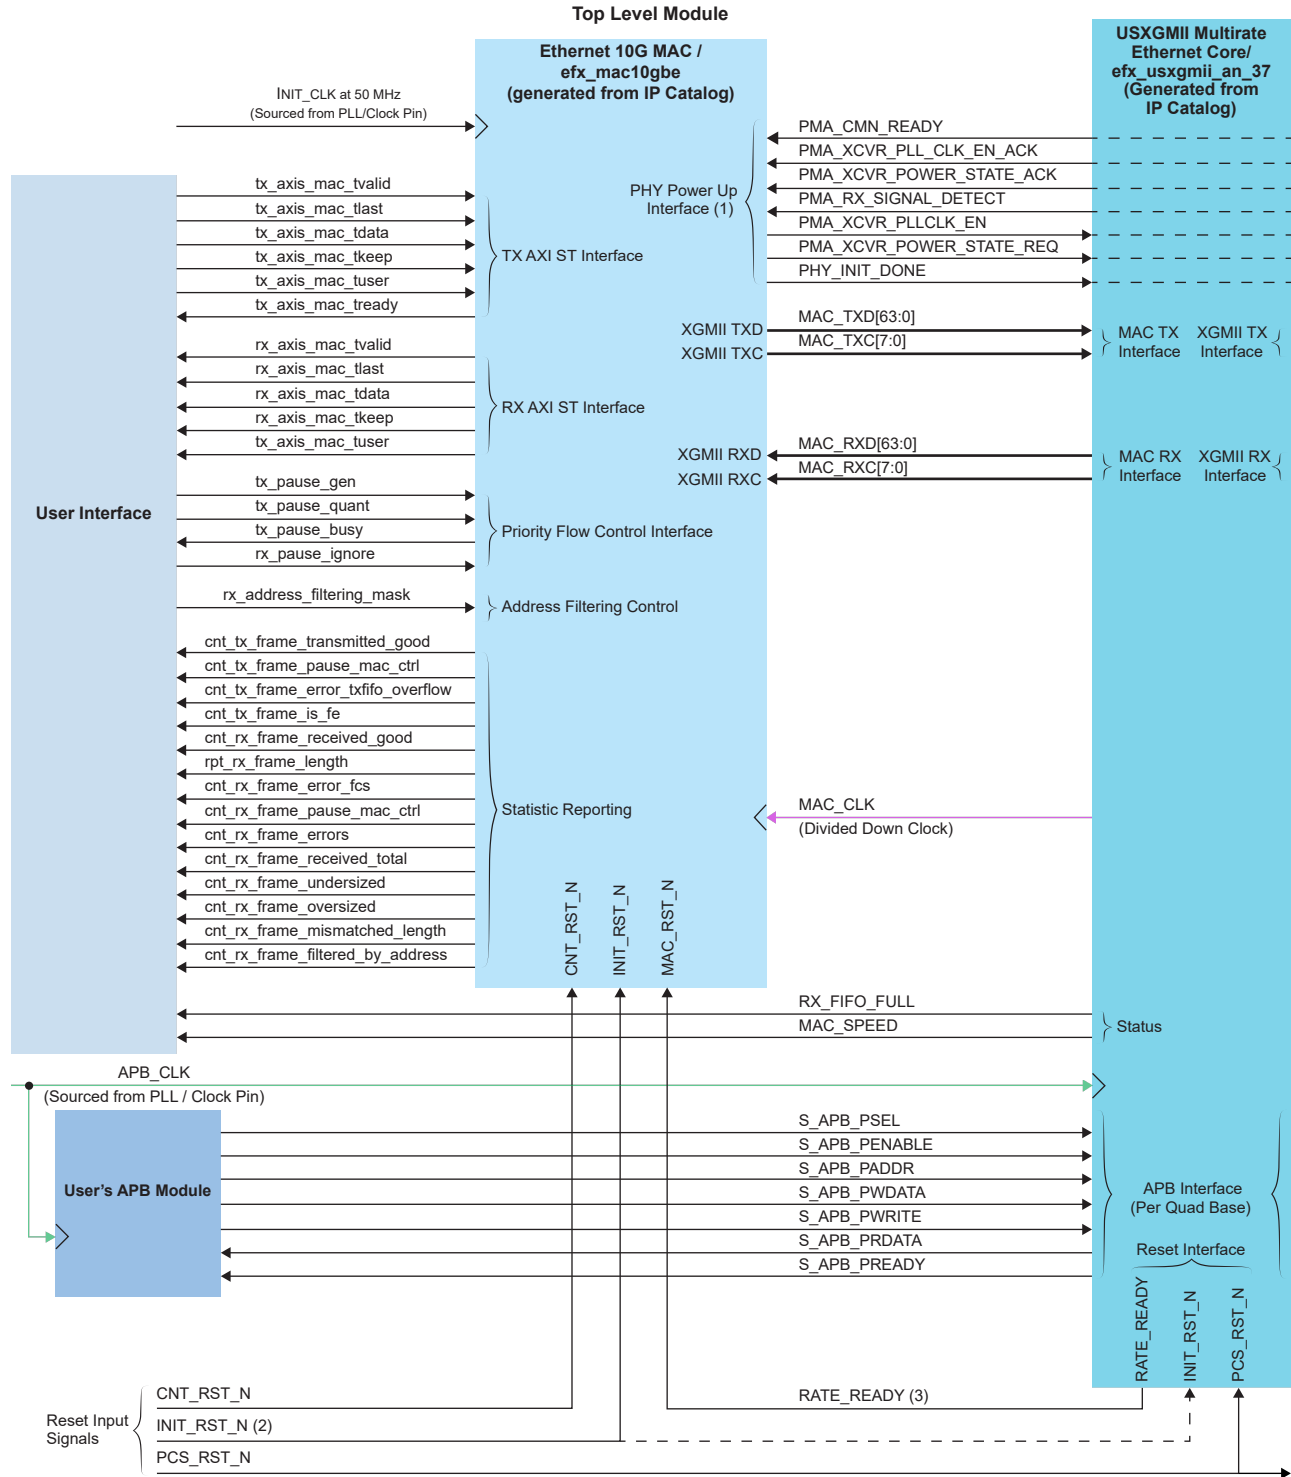 Top Level Module
Ethernet 10G MAC /
efx_mac10gbe
(generated from IP Catalog)
USXGMII Multirate
Ethernet Core/
efx_usxgmii_an_37
(Generated from
IP Catalog)
INIT_CLK at 50 MHz
(Sourced from PLL/Clock Pin)
PMA_CMN_READY
PMA_XCVR_PLL_CLK_EN_ACK
PMA_XCVR_POWER_STATE_ACK
PMA_RX_SIGNAL_DETECT
PMA_XCVR_PLLCLK_EN
PMA_XCVR_POWER_STATE_REQ
PHY_INIT_DONE
PHY Power Up
Interface (1)
tx_axis_mac_tvalid
tx_axis_mac_tlast
tx_axis_mac_tdata
tx_axis_mac_tkeep
tx_axis_mac_tuser
tx_axis_mac_tready
TX AXI ST Interface
XGMII TXD
XGMII TXC
MAC_TXD[63:0]
MAC_TXC[7:0]
MAC TX
Interface
XGMII TX
Interface
rx_axis_mac_tvalid
rx_axis_mac_tlast
rx_axis_mac_tdata
rx_axis_mac_tkeep
tx_axis_mac_tuser
RX AXI ST Interface
XGMII RXD
XGMII RXC
MAC_RXD[63:0]
MAC_RXC[7:0]
MAC RX
Interface
XGMII RX
Interface
User Interface
tx_pause_gen
tx_pause_quant
tx_pause_busy
rx_pause_ignore
Priority Flow Control Interface
rx_address_filtering_mask
Address Filtering Control
cnt_tx_frame_transmitted_good
cnt_tx_frame_pause_mac_ctrl
cnt_tx_frame_error_txfifo_overflow
cnt_tx_frame_is_fe
cnt_rx_frame_received_good
rpt_rx_frame_length
cnt_rx_frame_error_fcs
cnt_rx_frame_pause_mac_ctrl
cnt_rx_frame_errors
cnt_rx_frame_received_total
cnt_rx_frame_undersized
cnt_rx_frame_oversized
cnt_rx_frame_mismatched_length
cnt_rx_frame_filtered_by_address
Statistic Reporting
MAC_CLK
(Divided Down Clock)
CNT_RST_N
INIT_RST_N
MAC_RST_N
RX_FIFO_FULL
MAC_SPEED
Status
APB_CLK
(Sourced from PLL / Clock Pin)
User's APB Module
S_APB_PSEL
S_APB_PENABLE
S_APB_PADDR
S_APB_PWDATA
S_APB_PWRITE
S_APB_PRDATA
S_APB_PREADY
APB Interface
(Per Quad Base)
Reset Interface
RATE_READY
INIT_RST_N
PCS_RST_N
Reset Input
Signals
CNT_RST_N
INIT_RST_N (2)
PCS_RST_N
RATE_READY (3)